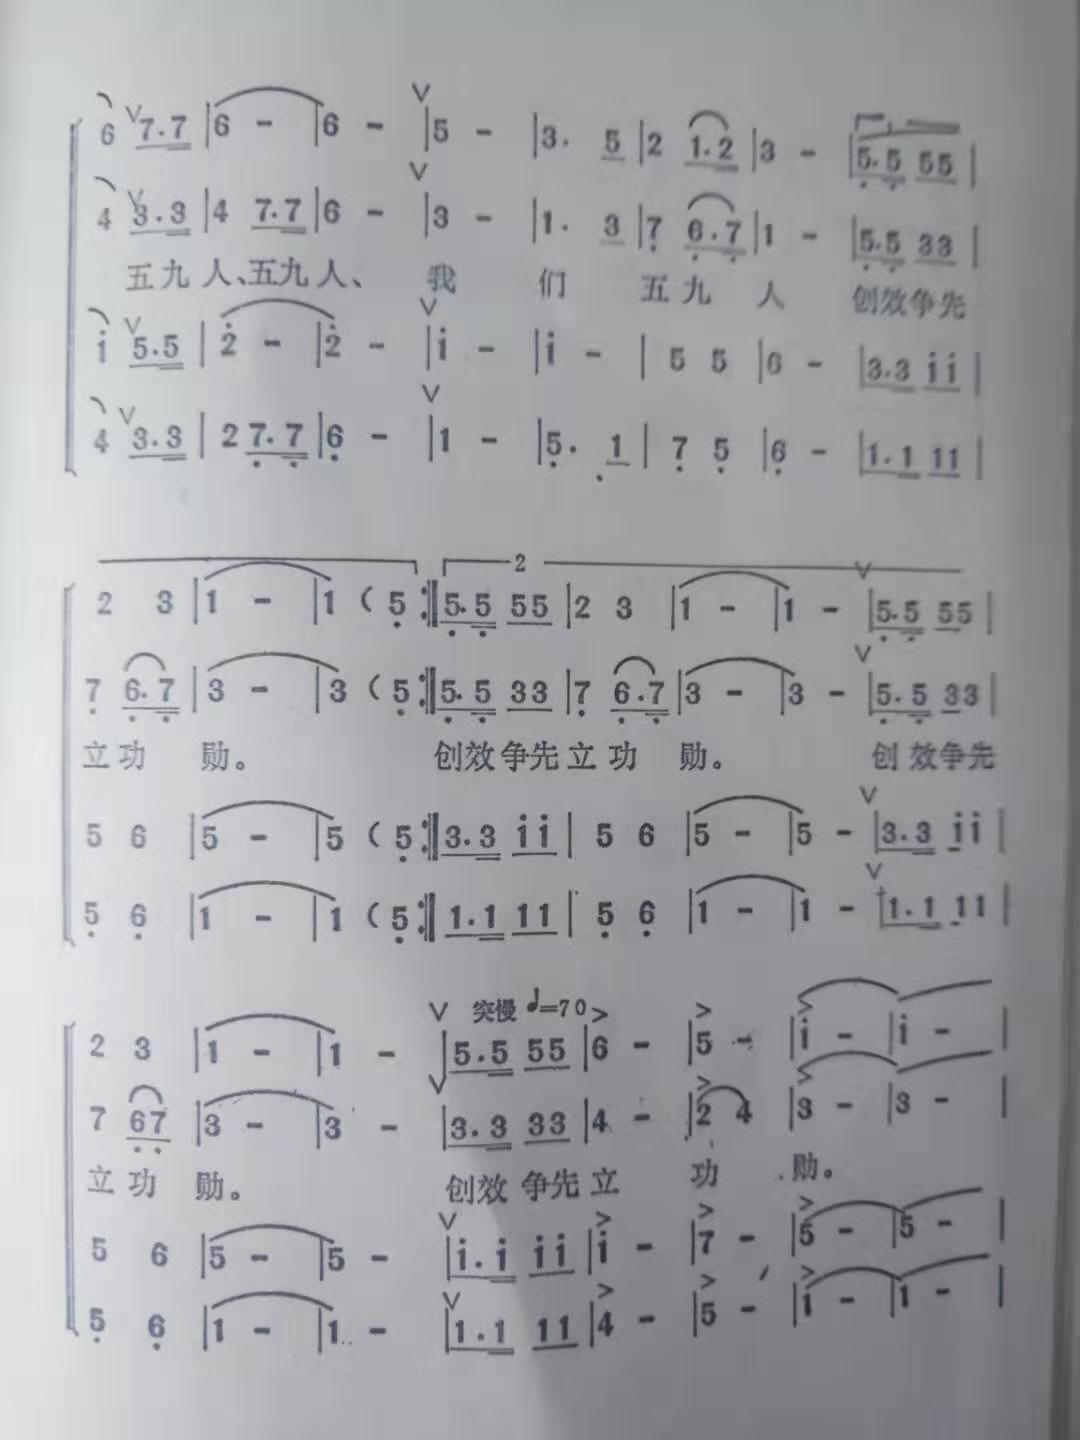 6 7.7 |6 - |6 - |5 - |3. 5 |2 1.2 |3 - |5.5 55 |
4 3.3 |4 7.7 |6 - |3 - |1. 3 |7 6.7 |1 - |5.5 33 |
五九人、五九人、 我 们 五九 人 创效争先
i 5.5 | 2 - |2 - |i - |i - | 5 5 |6 - |3.3 i i |
4 3.3 | 2 7.7 |6 - |1 - |5. 1 | 7 5 |6 - |1.1 11 |
2
2 3 |1 - |1 ( 5 :‖ 5.5 55 |2 3 |1 - |1 - |5.5 55 |
7 6.7 |3 - |3 ( 5 :‖ 5.5 33 |7 6.7 |3 - |3 - |5.5 33 |
立功 勋。 创效争先立功 勋。 创效争先
5 6 |5 - |5 ( 5 :‖ 3.3 i i | 5 6 |5 - |5 - |3.3 i i |
5 6 |1 - |1 ( 5 :‖ 1.1 11 | 5 6 |1 - |1 - |1.1 11 |
突慢 ♩=70
2 3 |1 - |1 - |5.5 55 |6 - |5 - |i - |i - |
7 67 |3 - |3 - |3.3 33 |4 - |2 4 |3 - |3 - |
立功 勋。 创效争先立 功 勋。
5 6 |5 - |5 - |i.i i i |i - |7 - |5 - |5 - |
5 6 |1 - |1 - |1.1 11 |4 - |5 - |1 - |1 - |